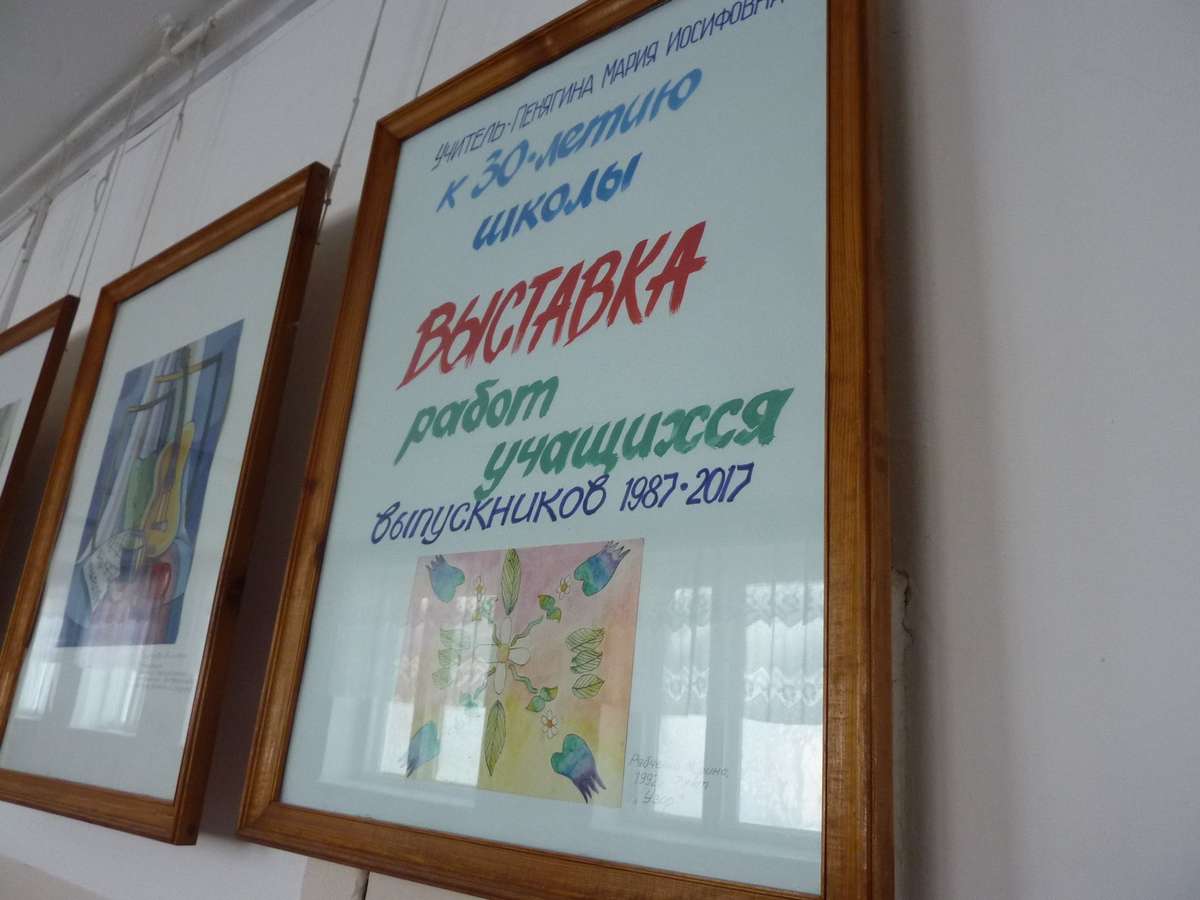 УЧИТЕЛЬ-ПЕНЯГИНА МАРИЯ ИОСИФОВНА
к 30-летию
школы
ВЫСТАВКА
работ
учащихся
выпускников 1987-2017